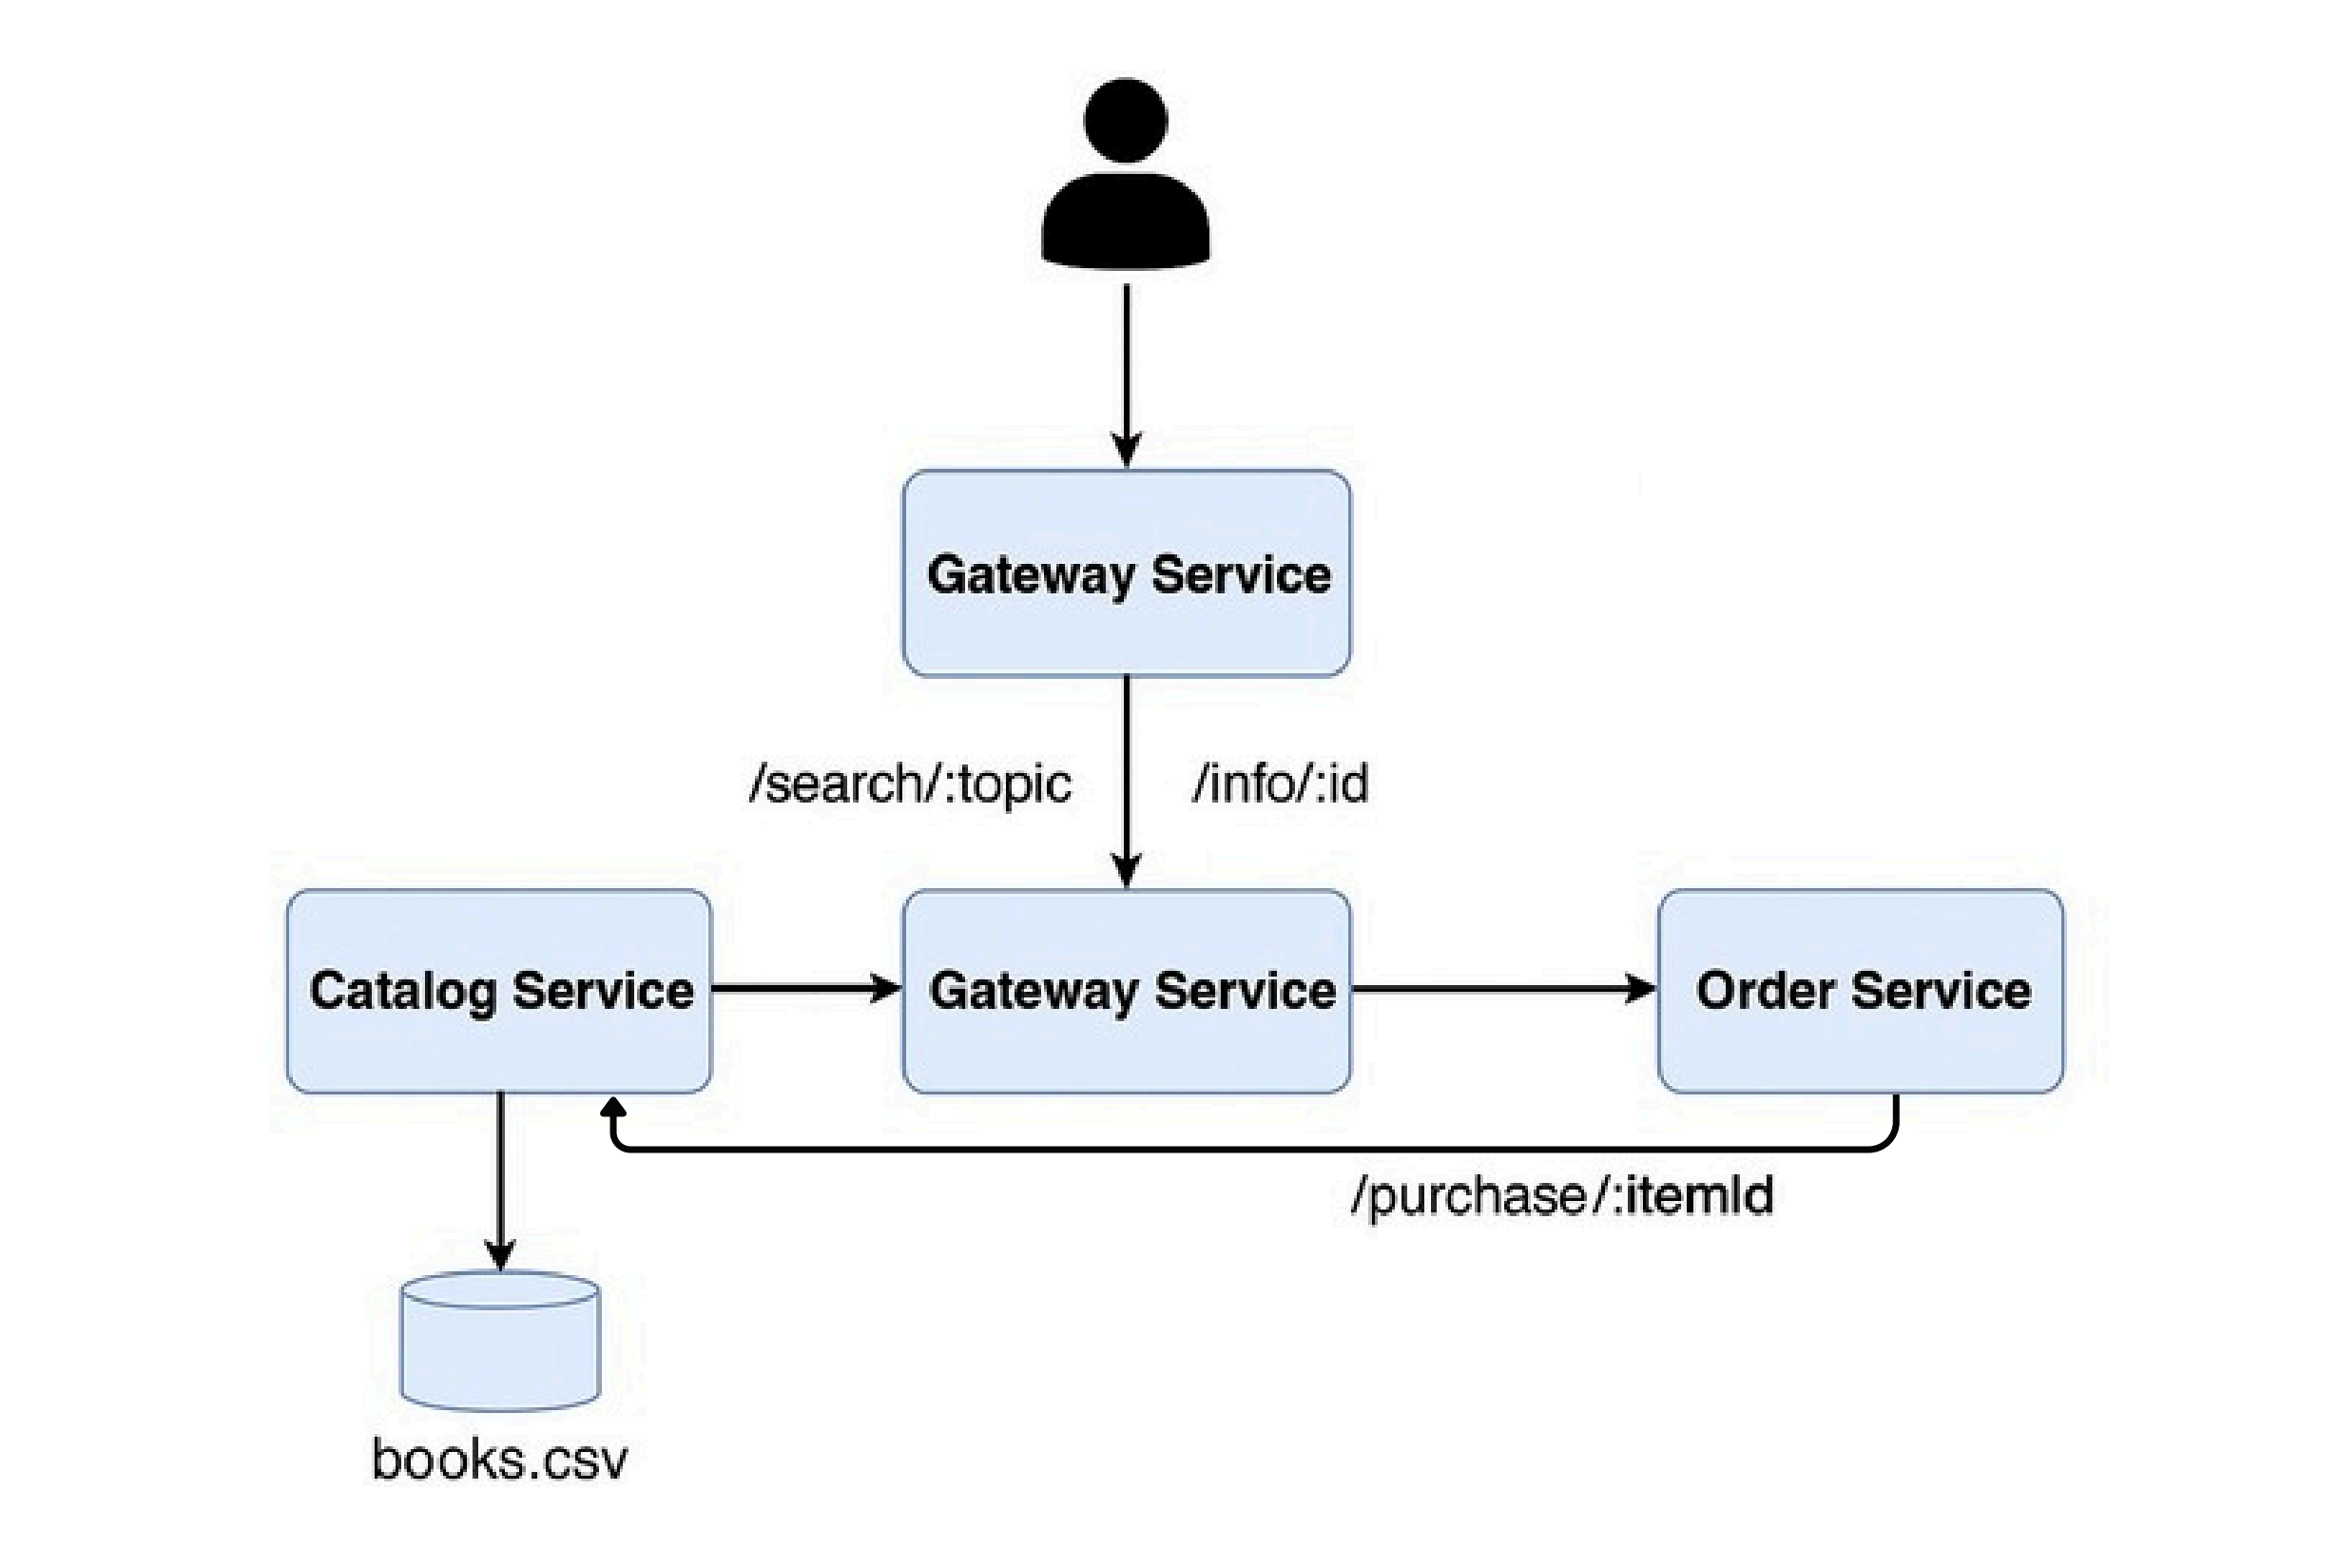 Gateway Service
/search/:topic
/info/:id
Catalog Service
Gateway Service
Order Service
/purchase/:itemId
books.csv